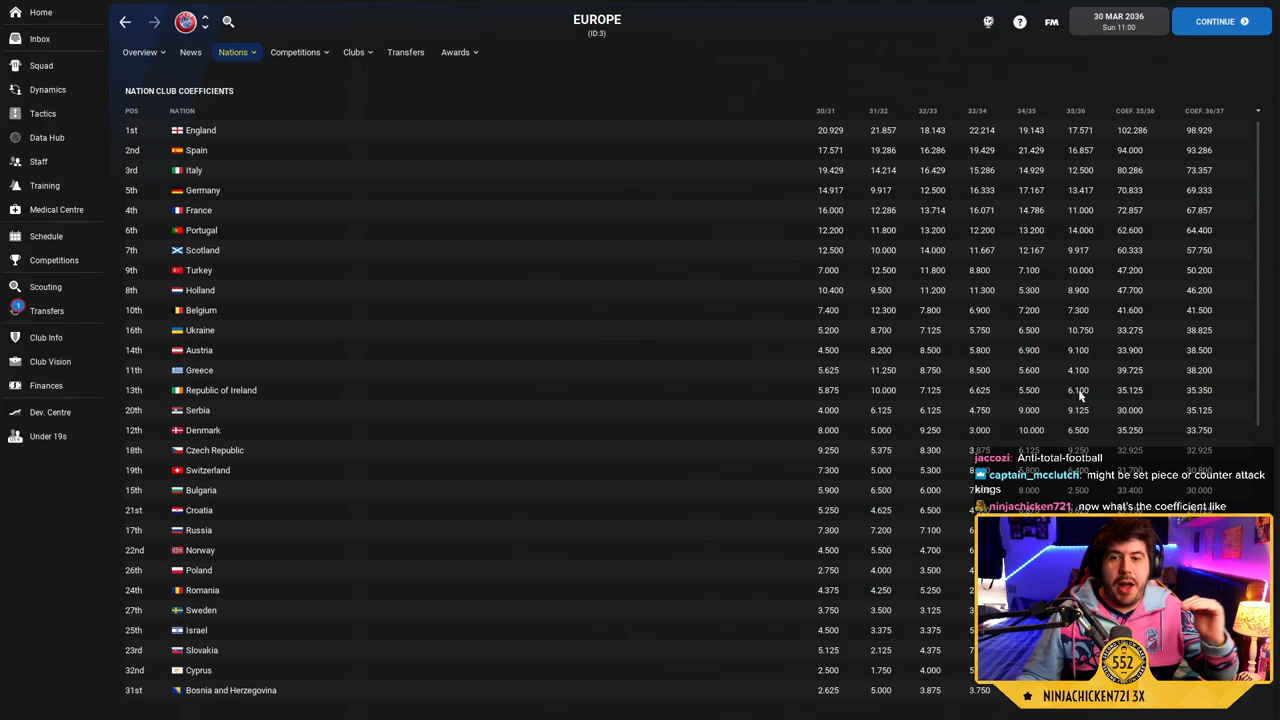 Home
Inbox
Squad
Dynamics
Tactics
Data Hub
Staff
Training
Medical Centre
Schedule
Competitions
Scouting
1
Transfers
Club Info
Club Vision
Finances
Dev. Centre
Under 19s
EUROPE
(ID:3)
?
FM
30 MAR 2036
Sun 11:00
CONTINUE
Overview
News
Nations
Competitions
Clubs
Transfers
Awards
NATION CLUB COEFFICIENTS
POS NATION 30/31 31/32 32/33 33/34 34/35 35/36 COEF. 35/36 COEF. 36/37
1st England 20.929 21.857 18.143 22.214 19.143 17.571 102.286 98.929
2nd Spain 17.571 19.286 16.286 19.429 21.429 16.857 94.000 93.286
3rd Italy 19.429 14.214 16.429 15.286 14.929 12.500 80.286 73.357
5th Germany 14.917 9.917 12.500 16.333 17.167 13.417 70.833 69.333
4th France 16.000 12.286 13.714 16.071 14.786 11.000 72.857 67.857
6th Portugal 12.200 11.800 13.200 12.200 13.200 14.000 62.600 64.400
7th Scotland 12.500 10.000 14.000 11.667 12.167 9.917 60.333 57.750
9th Turkey 7.000 12.500 11.800 8.800 7.100 10.000 47.200 50.200
8th Holland 10.400 9.500 11.200 11.300 5.300 8.900 47.700 46.200
10th Belgium 7.400 12.300 7.800 6.900 7.200 7.300 41.600 41.500
16th Ukraine 5.200 8.700 7.125 5.750 6.500 10.750 33.275 38.825
14th Austria 4.500 8.200 8.500 5.800 6.900 9.100 33.900 38.500
11th Greece 5.625 11.250 8.750 8.500 5.600 4.100 39.725 38.200
13th Republic of Ireland 5.875 10.000 7.125 6.625 5.500 6.100 35.125 35.350
20th Serbia 4.000 6.125 6.125 4.750 9.000 9.125 30.000 35.125
12th Denmark 8.000 5.000 9.250 3.000 10.000 6.500 35.250 33.750
18th Czech Republic 9.250 5.375 8.300 3.875 6.125 9.250 32.925 32.925
19th Switzerland 7.300 5.000 5.300 30.800
15th Bulgaria 5.900 6.500 6.000 8.000 2.500 33.400 30.000
21st Croatia 5.250 4.625 6.500
17th Russia 7.300 7.200 7.100
22nd Norway 4.500 5.500 4.700
26th Poland 2.750 4.000 3.500
24th Romania 4.375 4.250 5.250
27th Sweden 3.750 3.500 3.125
25th Israel 4.500 3.375 3.375
23rd Slovakia 5.125 2.125 4.375
32nd Cyprus 2.500 1.750 4.000
31st Bosnia and Herzegovina 2.625 5.000 3.875 3.750
jaccozi: Anti-total-football
captain_mcclutch: might be set piece or counter attack
kings
ninjachicken721: now what's the coefficient like
552
NINJACHICKEN721 3X